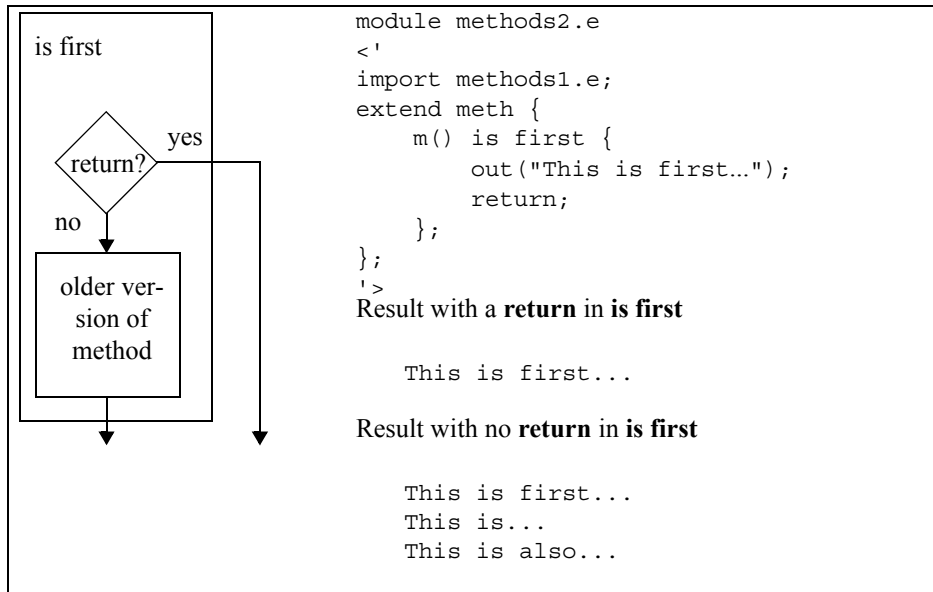 is first
return?
yes
no
older ver-
sion of
method
module methods2.e
<'
import methods1.e;
extend meth {
    m() is first {
        out("This is first...");
        return;
    };
};
'>
Result with a return in is first
This is first...
Result with no return in is first
This is first...
This is...
This is also...